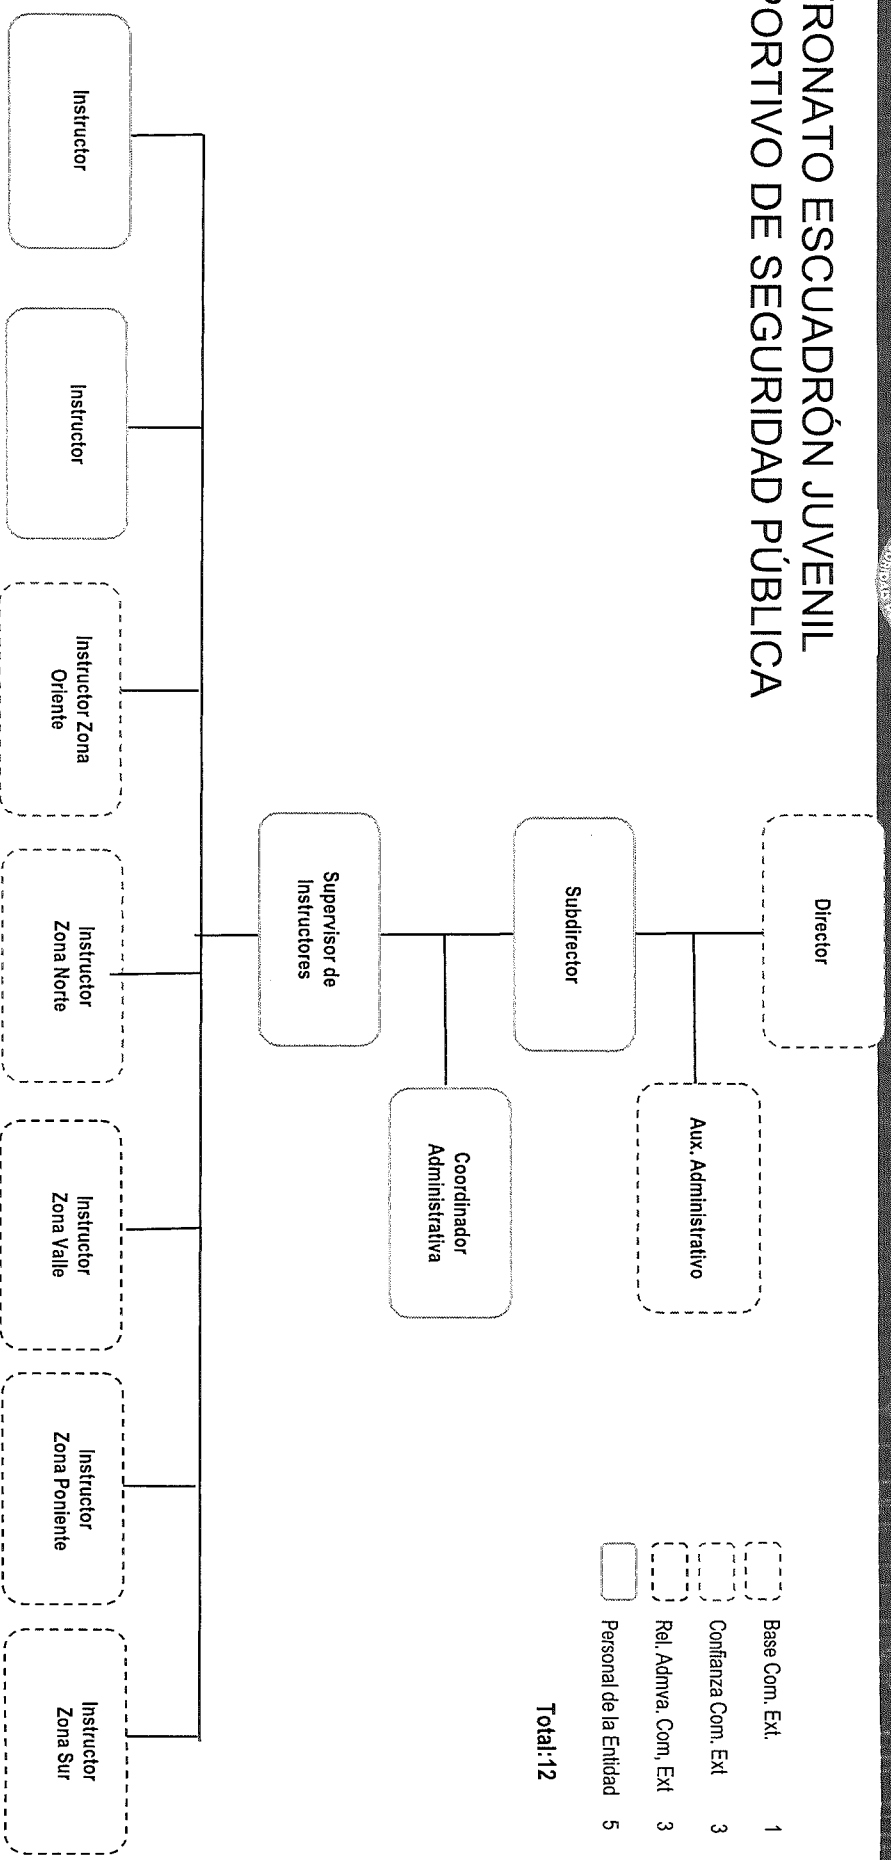 ESCUADRÓN JUVENIL
DE SEGURIDAD PÚBLICA
Director
Aux. Administrativo
Subdirector
Coordinador
Administrativa
Supervisor de
Instructores
Instructor
Instructor
Instructor Zona
Oriente
Instructor
Zona Norte
Instructor
Zona Valle
Instructor
Zona Poniente
Instructor
Zona Sur
Base Com. Ext. 1
Confianza Com. Ext 3
Rel. Admva. Com, Ext 3
Personal de la Entidad 5
Total:12